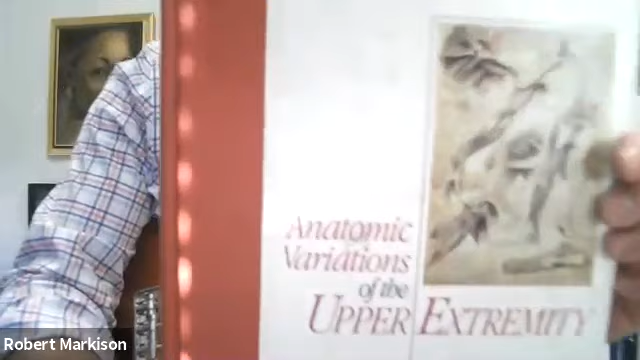 Anatomic
Variations
of the
UPPER EXTREMITY
Robert Markison